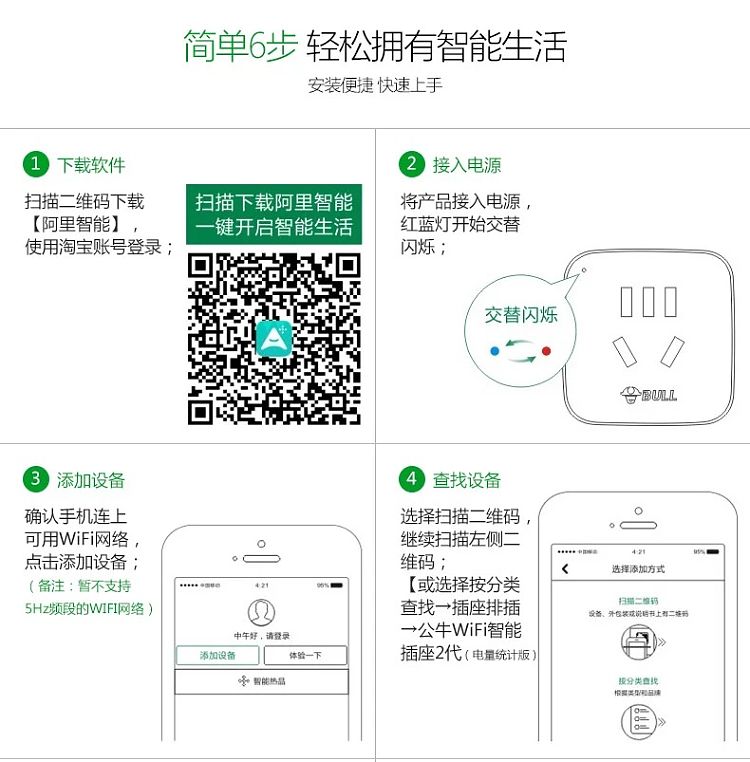 简单6步 轻松拥有智能生活
安装便捷 快速上手
1 下载软件
扫描二维码下载
【阿里智能】，
使用淘宝账号登录；
扫描下载阿里智能
一键开启智能生活
2 接入电源
将产品接入电源，
红蓝灯开始交替
闪烁；
交替闪烁
BULL
3 添加设备
确认手机连上
可用WiFi网络，
点击添加设备；
（备注：暂不支持
5Hz频段的WIFI网络）
中国移动 4:21 95%
中午好，请登录
添加设备 体验一下
智能热品
4 查找设备
选择扫描二维码，
继续扫描左侧二
维码；
【或选择按分类
查找→插座排插
→公牛WiFi智能
插座2代（电量统计版）
中国移动 4:21 95%
选择添加方式
扫描二维码
设备、外包装或说明书上有二维码
按分类查找
根据类型和品牌